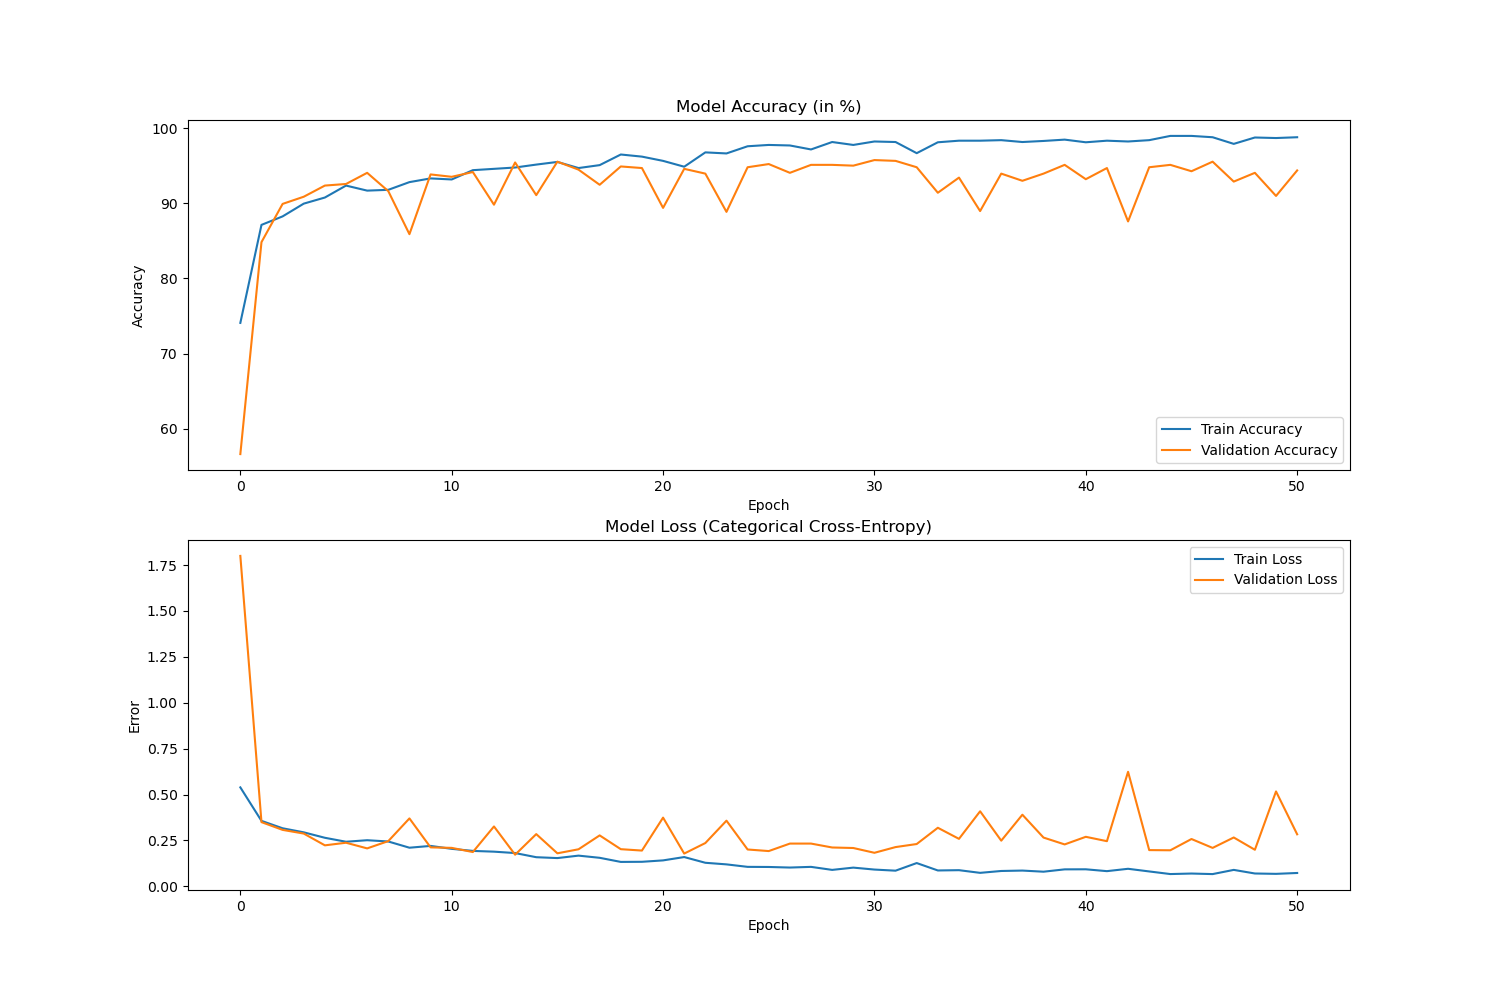 Model Accuracy (in %)
100
90
80
70
60
Accuracy
Train Accuracy
Validation Accuracy
0 10 20 30 40 50
Epoch
Model Loss (Categorical Cross-Entropy)
1.75
1.50
1.25
1.00
0.75
0.50
0.25
0.00
Error
Train Loss
Validation Loss
0 10 20 30 40 50
Epoch